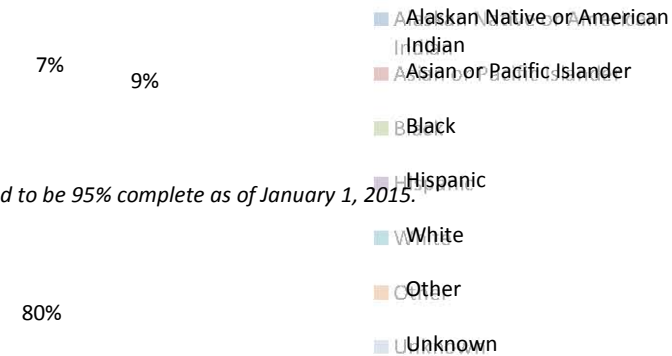 Alaskan Native or American
Indian
7%
9%
Asian or Pacific Islander
Black
Hispanic
d to be 95% complete as of January 1, 2015.
White
Other
80%
Unknown